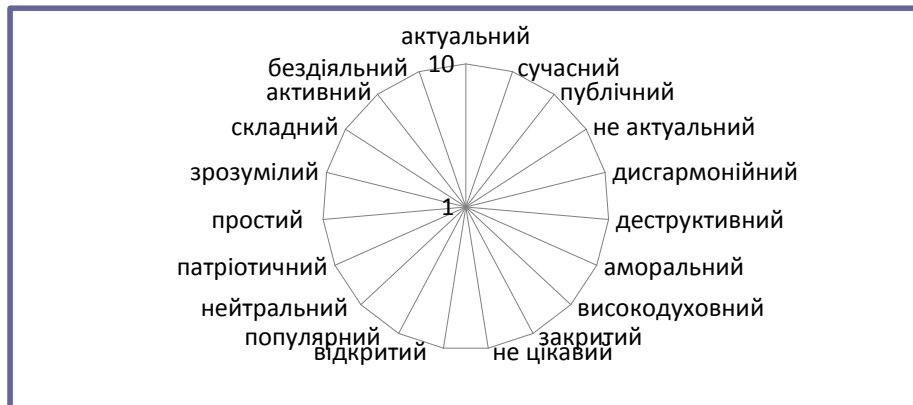 актуальний
10
бездіяльний
сучасний
активний
публічний
складний
не актуальний
зрозумілий
дисгармонійний
1
простий
деструктивний
патріотичний
аморальний
нейтральний
високодуховний
популярний
закритий
відкритий
не цікавий